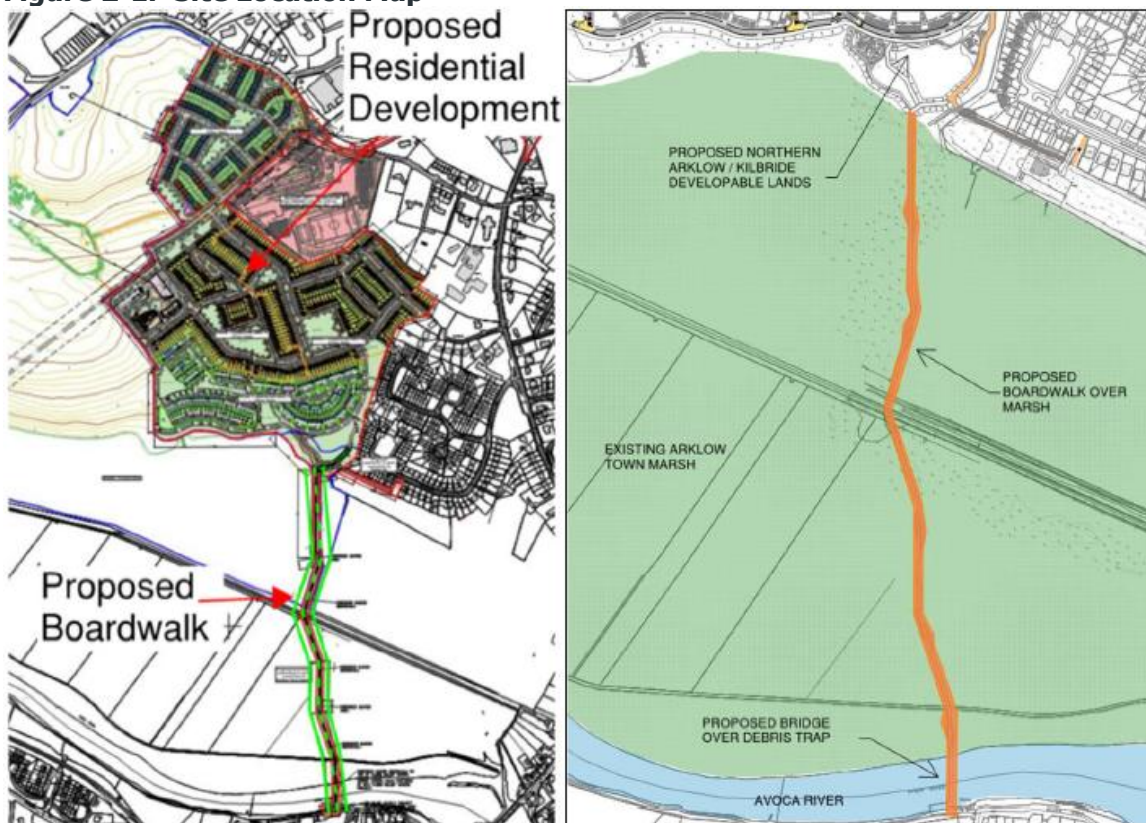 Figure 2-1: Site Location Map
Proposed
Residential
Development
Proposed
Boardwalk
PROPOSED NORTHERN
ARKLOW / KILBRIDE
DEVELOPABLE LANDS
PROPOSED
BOARDWALK OVER
MARSH
EXISTING ARKLOW
TOWN MARSH
PROPOSED BRIDGE
OVER DEBRIS TRAP
AVOCA RIVER